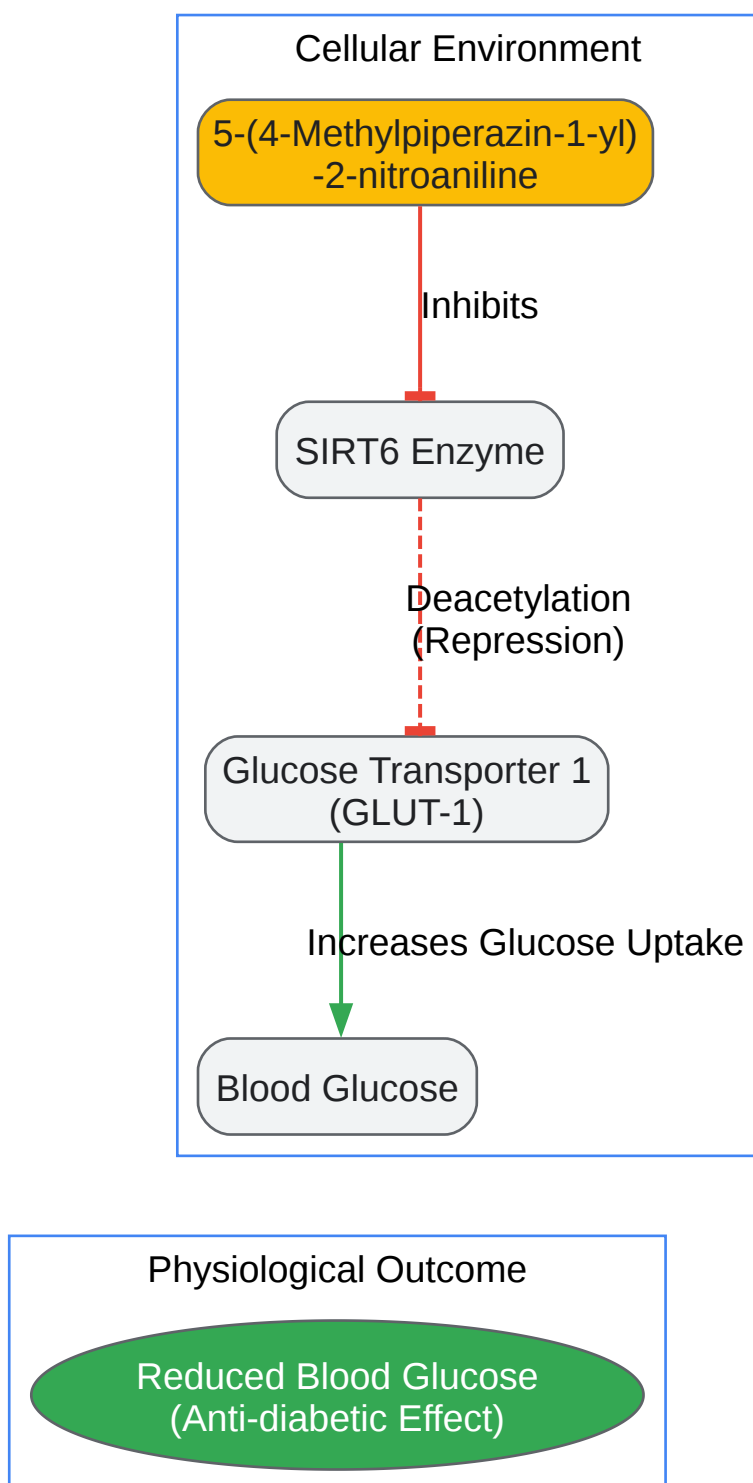 Cellular Environment
5-(4-Methylpiperazin-1-yl)
-2-nitroaniline
Inhibits
SIRT6 Enzyme
Deacetylation
(Repression)
Glucose Transporter 1
(GLUT-1)
Increases Glucose Uptake
Blood Glucose
Physiological Outcome
Reduced Blood Glucose
(Anti-diabetic Effect)